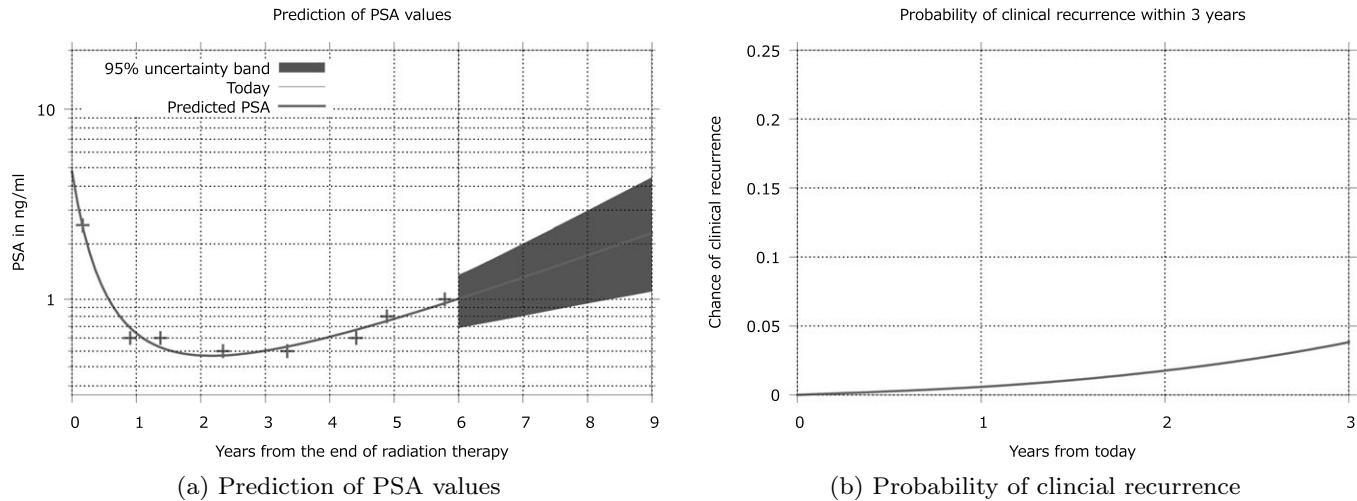 Prediction of PSA values
95% uncertainty band
Today
Predicted PSA
10
1
PSA in ng/ml
0 1 2 3 4 5 6 7 8 9
Years from the end of radiation therapy
(a) Prediction of PSA values
Probability of clinical recurrence within 3 years
0.25
0.2
0.15
0.1
0.05
0
Chance of clinical recurrence
0 1 2 3
Years from today
(b) Probability of clincial recurrence